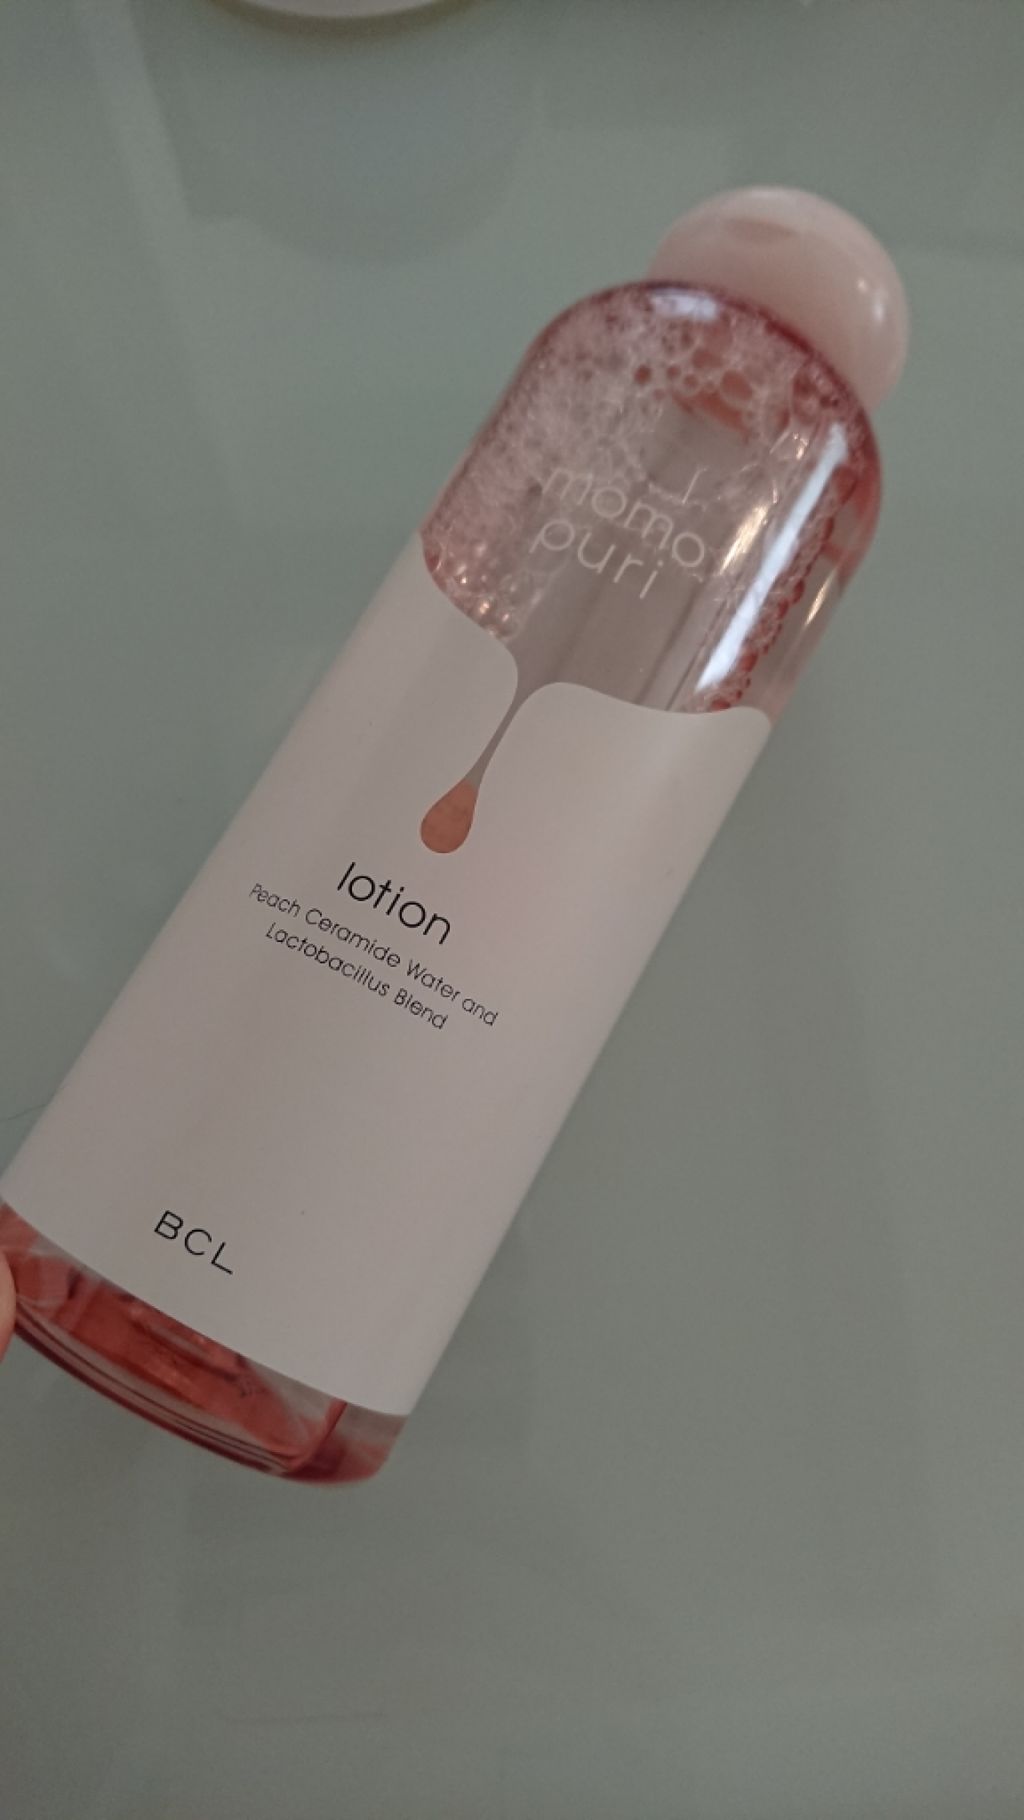 momo
puri
lotion
Peach Ceramide Water and
Lactobacillus Blend
BCL